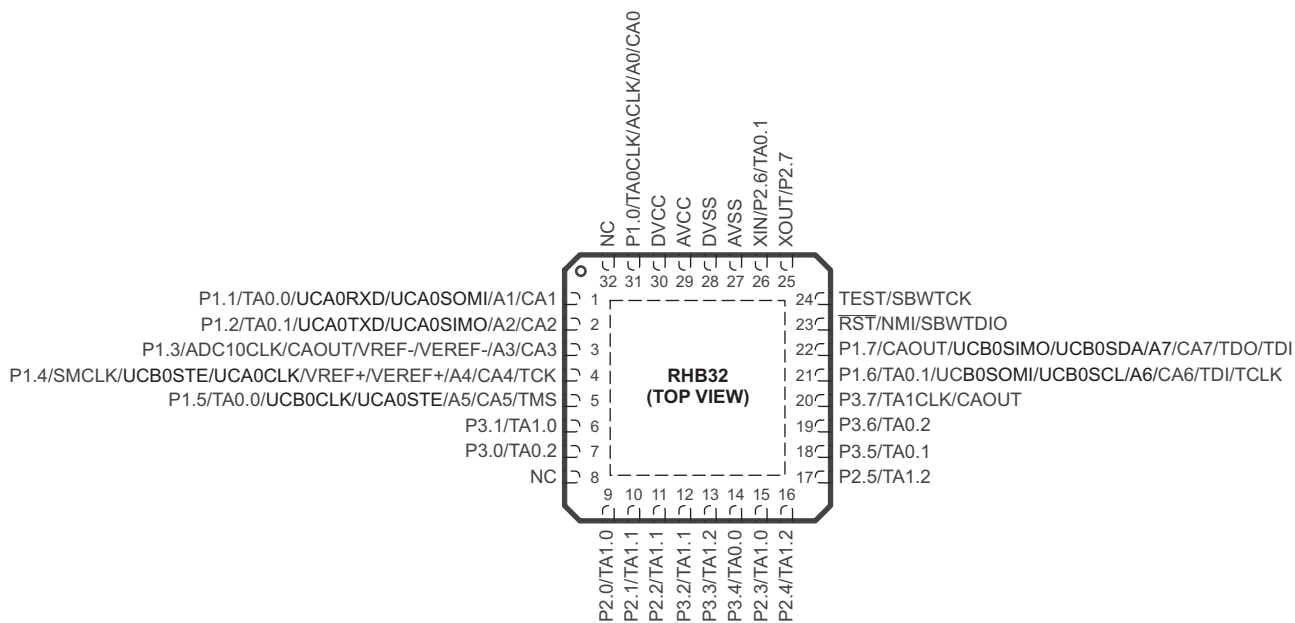 NC
P1.0/TA0CLK/ACLK/A0/CA0
DVCC
AVCC
DVSS
AVSS
XIN/P2.6/TA0.1
XOUT/P2.7
32 31 30 29 28 27 26 25
P1.1/TA0.0/UCA0RXD/UCA0SOMI/A1/CA1 1
P1.2/TA0.1/UCA0TXD/UCA0SIMO/A2/CA2 2
P1.3/ADC10CLK/CAOUT/VREF-/VEREF-/A3/CA3 3
P1.4/SMCLK/UCB0STE/UCA0CLK/VREF+/VEREF+/A4/CA4/TCK 4
P1.5/TA0.0/UCB0CLK/UCA0STE/A5/CA5/TMS 5
P3.1/TA1.0 6
P3.0/TA0.2 7
NC 8
RHB32
(TOP VIEW)
24 TEST/SBWTCK
23 RST/NMI/SBWTDIO
22 P1.7/CAOUT/UCB0SIMO/UCB0SDA/A7/CA7/TDO/TDI
21 P1.6/TA0.1/UCB0SOMI/UCB0SCL/A6/CA6/TDI/TCLK
20 P3.7/TA1CLK/CAOUT
19 P3.6/TA0.2
18 P3.5/TA0.1
17 P2.5/TA1.2
9 10 11 12 13 14 15 16
P2.0/TA1.0
P2.1/TA1.1
P2.2/TA1.1
P3.2/TA1.1
P3.3/TA1.2
P3.4/TA0.0
P2.3/TA1.0
P2.4/TA1.2